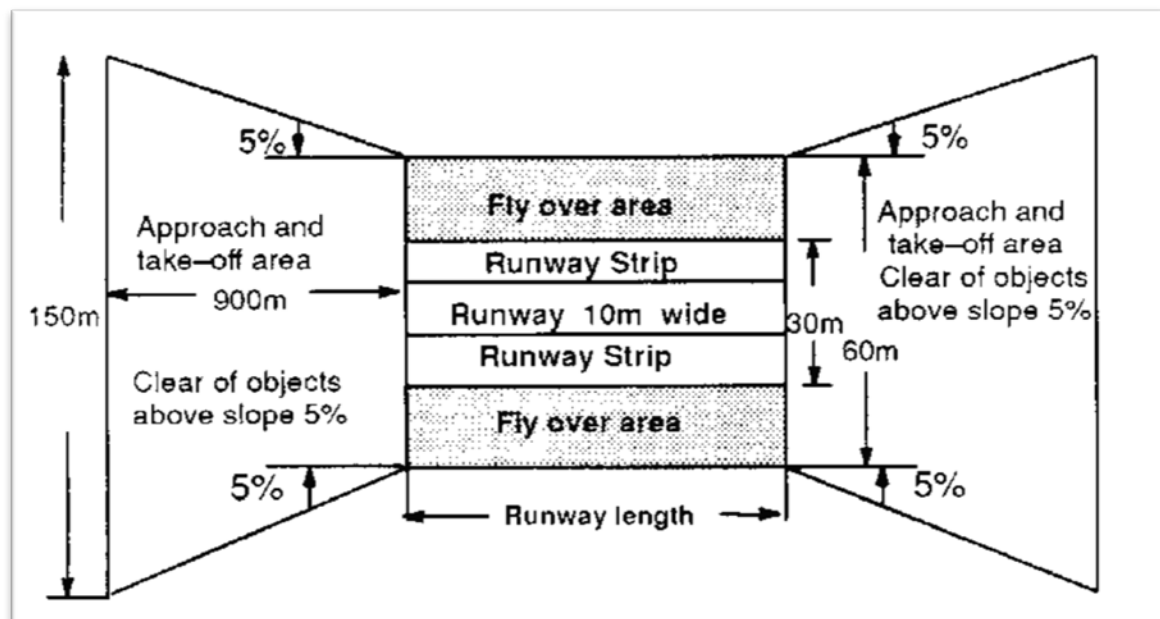 5%
5%
Fly over area
Approach and
take–off area
Approach and
take–off area
Clear of objects
above slope 5%
Runway Strip
900m
150m
Runway 10m wide
30m
Runway Strip
60m
Clear of objects
above slope 5%
Fly over area
5%
5%
Runway length